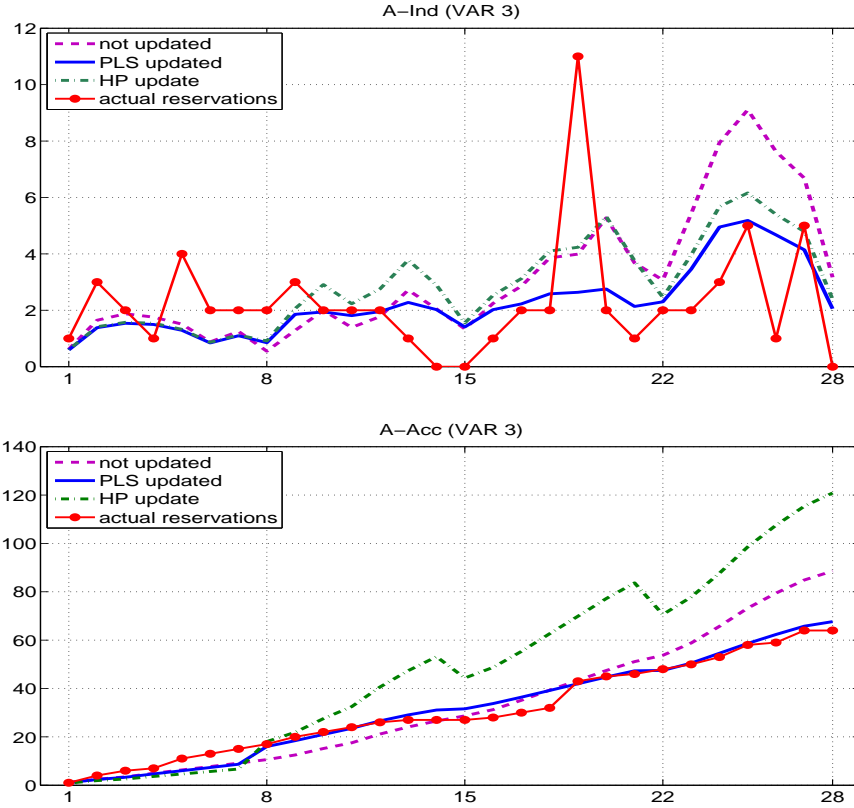 A−Ind (VAR 3)
12
10
8
6
4
2
0
not updated
PLS updated
HP update
actual reservations
1 8 15 22 28
A−Acc (VAR 3)
140
120
100
80
60
40
20
0
not updated
PLS updated
HP update
actual reservations
1 8 15 22 28